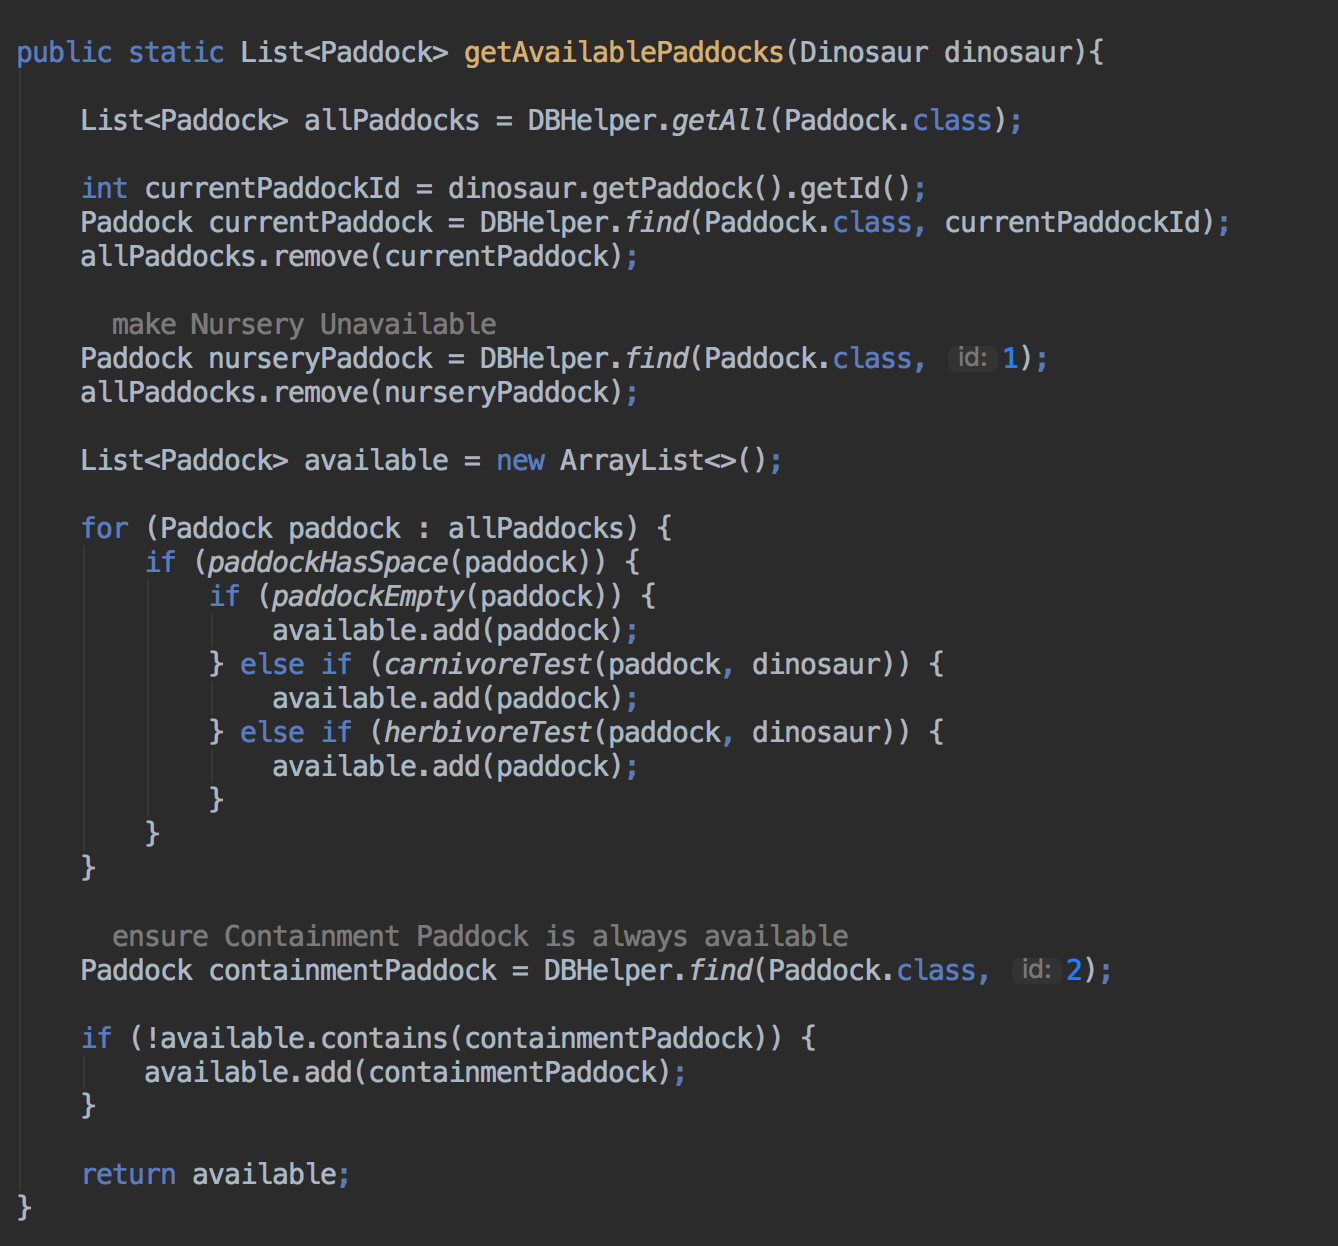 public static List<Paddock> getAvailablePaddocks(Dinosaur dinosaur){
List<Paddock> allPaddocks = DBHelper.getAll(Paddock.class);
int currentPaddockId = dinosaur.getPaddock().getId();
Paddock currentPaddock = DBHelper.find(Paddock.class, currentPaddockId);
allPaddocks.remove(currentPaddock);
make Nursery Unavailable
Paddock nurseryPaddock = DBHelper.find(Paddock.class, id: 1);
allPaddocks.remove(nurseryPaddock);
List<Paddock> available = new ArrayList<>();
for (Paddock paddock : allPaddocks) {
if (paddockHasSpace(paddock)) {
if (paddockEmpty(paddock)) {
available.add(paddock);
} else if (carnivoreTest(paddock, dinosaur)) {
available.add(paddock);
} else if (herbivoreTest(paddock, dinosaur)) {
available.add(paddock);
}
}
}
ensure Containment Paddock is always available
Paddock containmentPaddock = DBHelper.find(Paddock.class, id: 2);
if (!available.contains(containmentPaddock)) {
available.add(containmentPaddock);
}
return available;
}